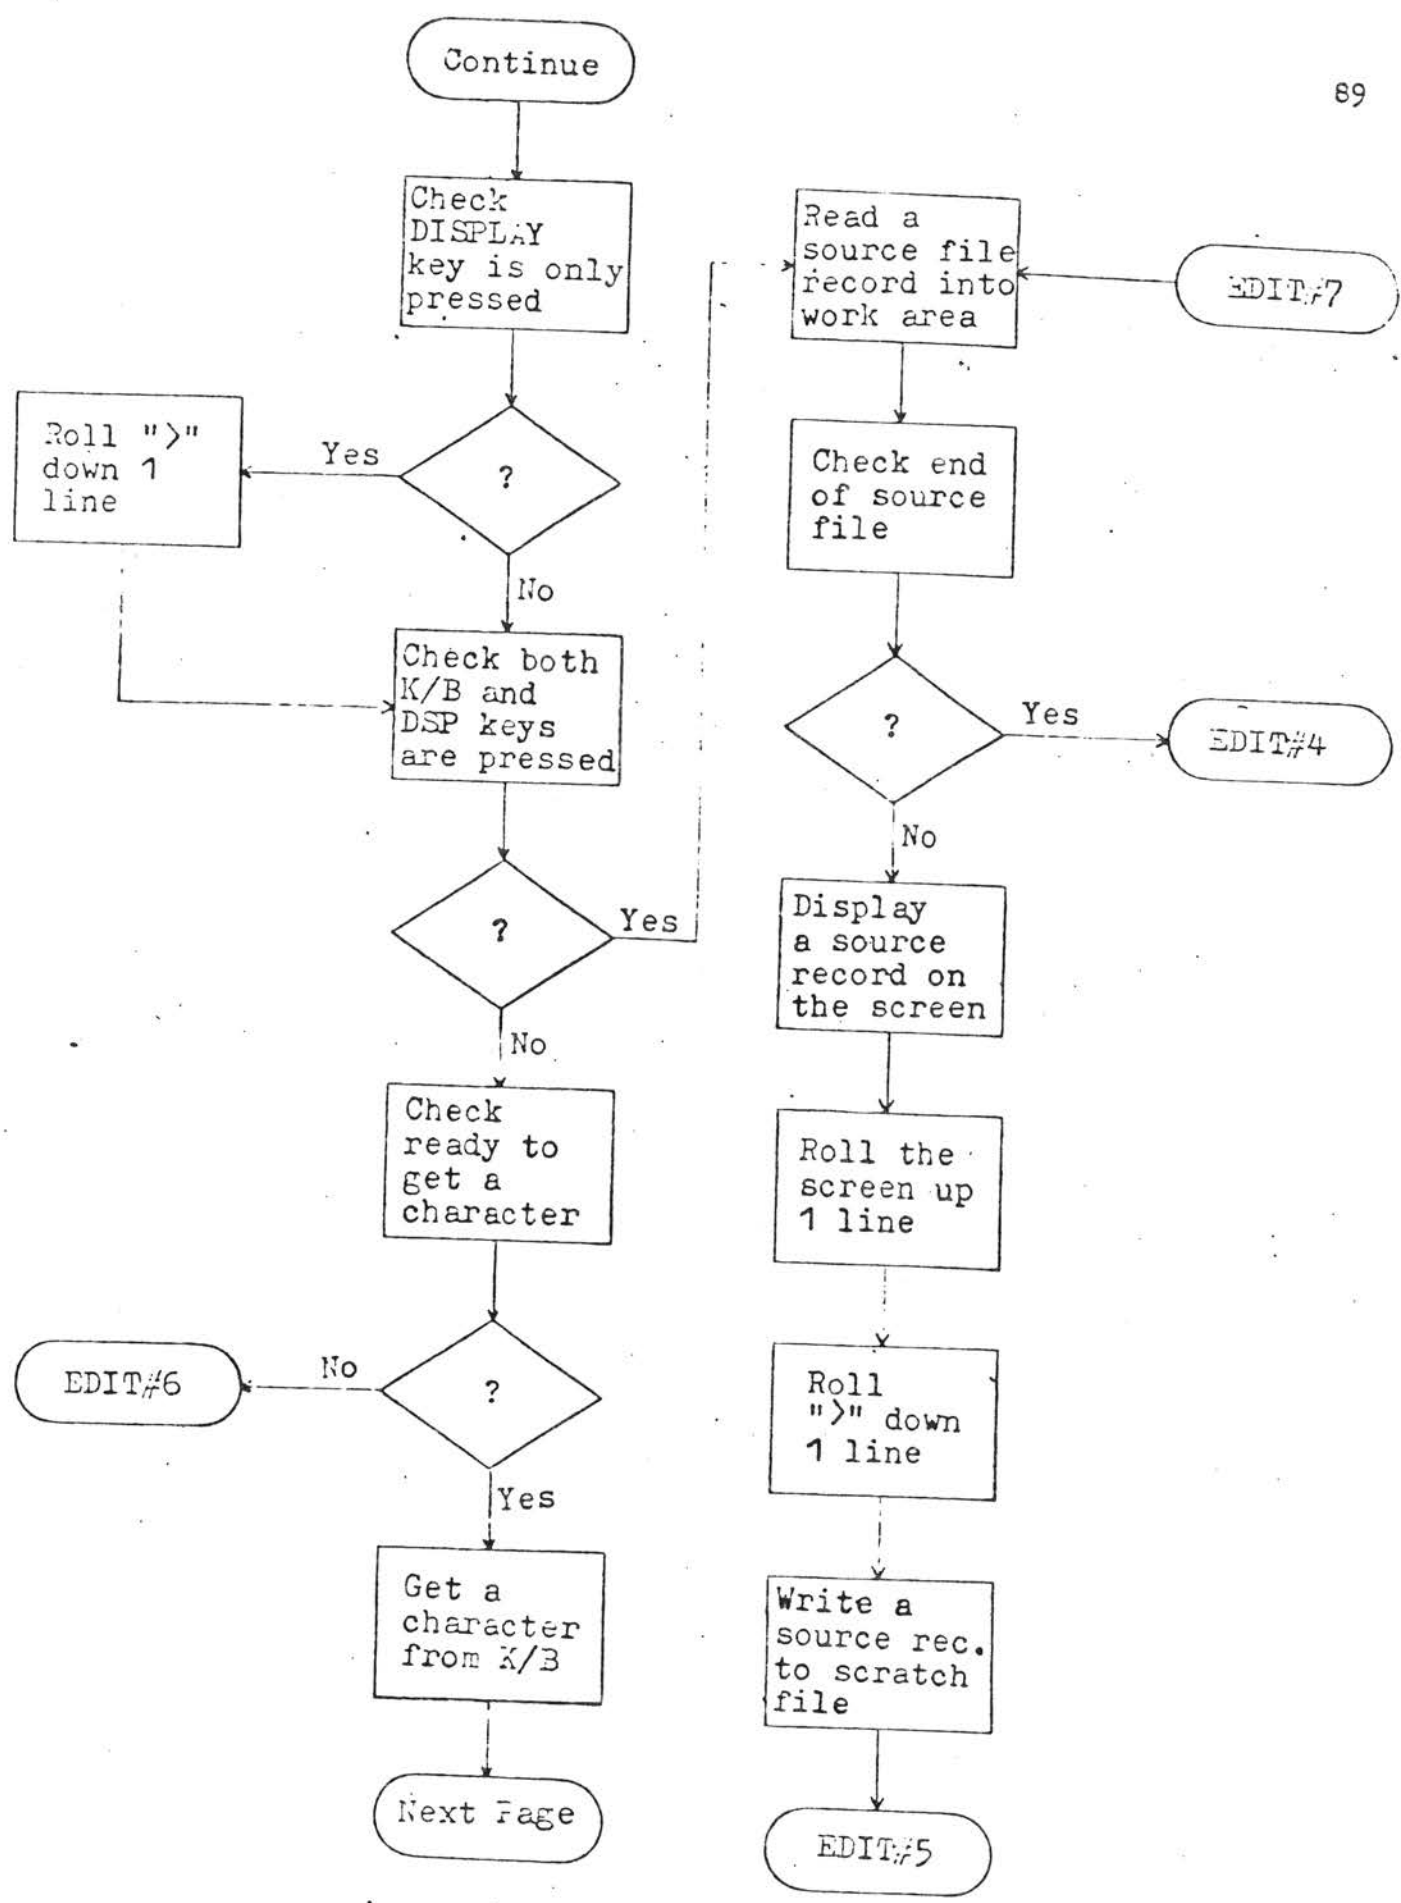 89
Continue
Check
DISPLAY
key is only
pressed
?
Yes
Roll ">"
down 1
line
No
Check both
K/B and
DSP keys
are pressed
?
Yes
No
Check
ready to
get a
character
?
No
EDIT#6
Yes
Get a
character
from K/B
Next Page
Read a
source file
record into
work area
EDIT#7
Check end
of source
file
?
Yes
EDIT#4
No
Display
a source
record on
the screen
Roll the
screen up
1 line
Roll
">" down
1 line
Write a
source rec.
to scratch
file
EDIT#5